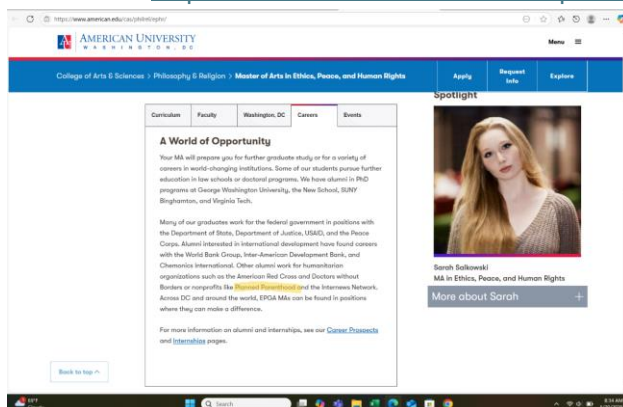 https://www.american.edu/cas/philrel/ephr/
AMERICAN UNIVERSITY
WASHINGTON, DC
Menu
College of Arts & Sciences > Philosophy & Religion > Master of Arts in Ethics, Peace, and Human Rights
Apply
Request Info
Explore
Curriculum
Faculty
Washington, DC
Careers
Events
A World of Opportunity
Your MA will prepare you for further graduate study or for a variety of
careers in world-changing institutions. Some of our students pursue further
education in law schools or doctoral programs. We have alumni in PhD
programs at George Washington University, the New School, SUNY
Binghamton, and Virginia Tech.
Many of our graduates work for the federal government in positions with
the Department of State, Department of Justice, USAID, and the Peace
Corps. Alumni interested in international development have found careers
with the World Bank Group, Inter-American Development Bank, and
Chemonics International. Other alumni work for humanitarian
organizations such as the American Red Cross and Doctors without
Borders or nonprofits like Planned Parenthood and the Internews Network.
Across DC and around the world, EPGA MAs can be found in positions
where they can make a difference.
For more information on alumni and internships, see our Career Prospects
and Internships pages.
Spotlight
Sarah Salkowski
MA in Ethics, Peace, and Human Rights
More about Sarah +
Back to top
Search
8:34 AM